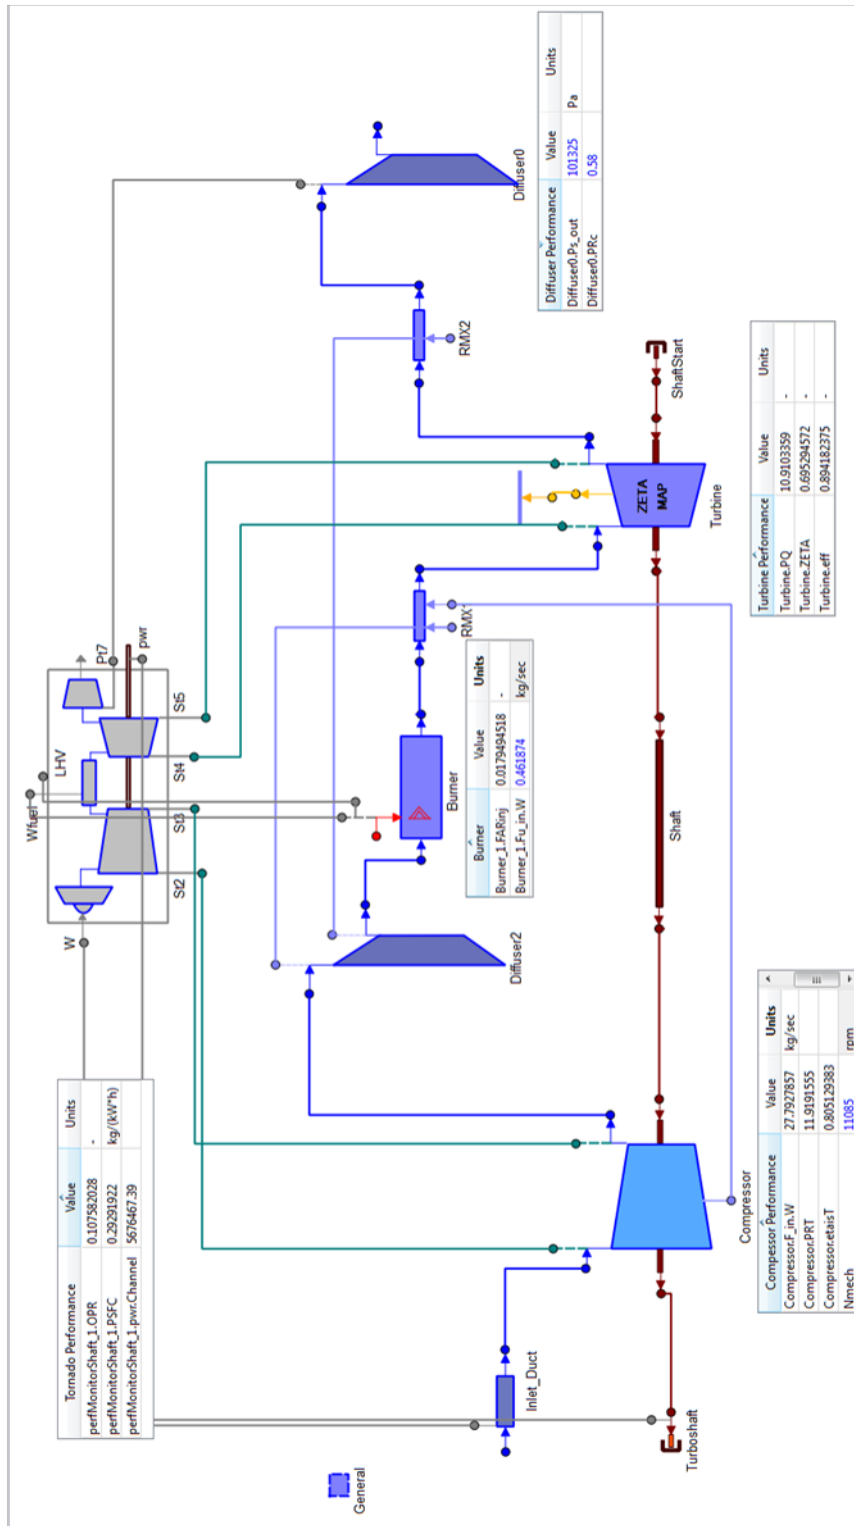 Tornado Performance Value Units
perfMonitorShaft_1.OPR 0.107582028 -
perfMonitorShaft_1.PSFC 0.29291922 kg/(kW*h)
perfMonitorShaft_1.pwr.Channel 5676467.39
W
Wfuel
LHV
Pt7
pwr
St2
St3
St4
St5
General
Inlet_Duct
Turboshaft
Compressor
Diffuser2
Burner
RMX1
Shaft
ZETA
MAP
Turbine
ShaftStart
RMX2
Diffuser0
Burner Value Units
Burner_1.FARinj 0.0179494518 -
Burner_1.Fu_in.W 0.461874 kg/sec
Diffuser Performance Value Units
Diffuser0.Ps_out 101325 Pa
Diffuser0.PRc 0.58
Compessor Performance Value Units
Compressor.F_in.W 27.7927857 kg/sec
Compressor.PRT 11.9191555
Compressor.etaisT 0.805129383
Nmech 11085 rpm
Turbine Performance Value Units
Turbine.PQ 10.9103359 -
Turbine.ZETA 0.695294572 -
Turbine.eff 0.894182375 -